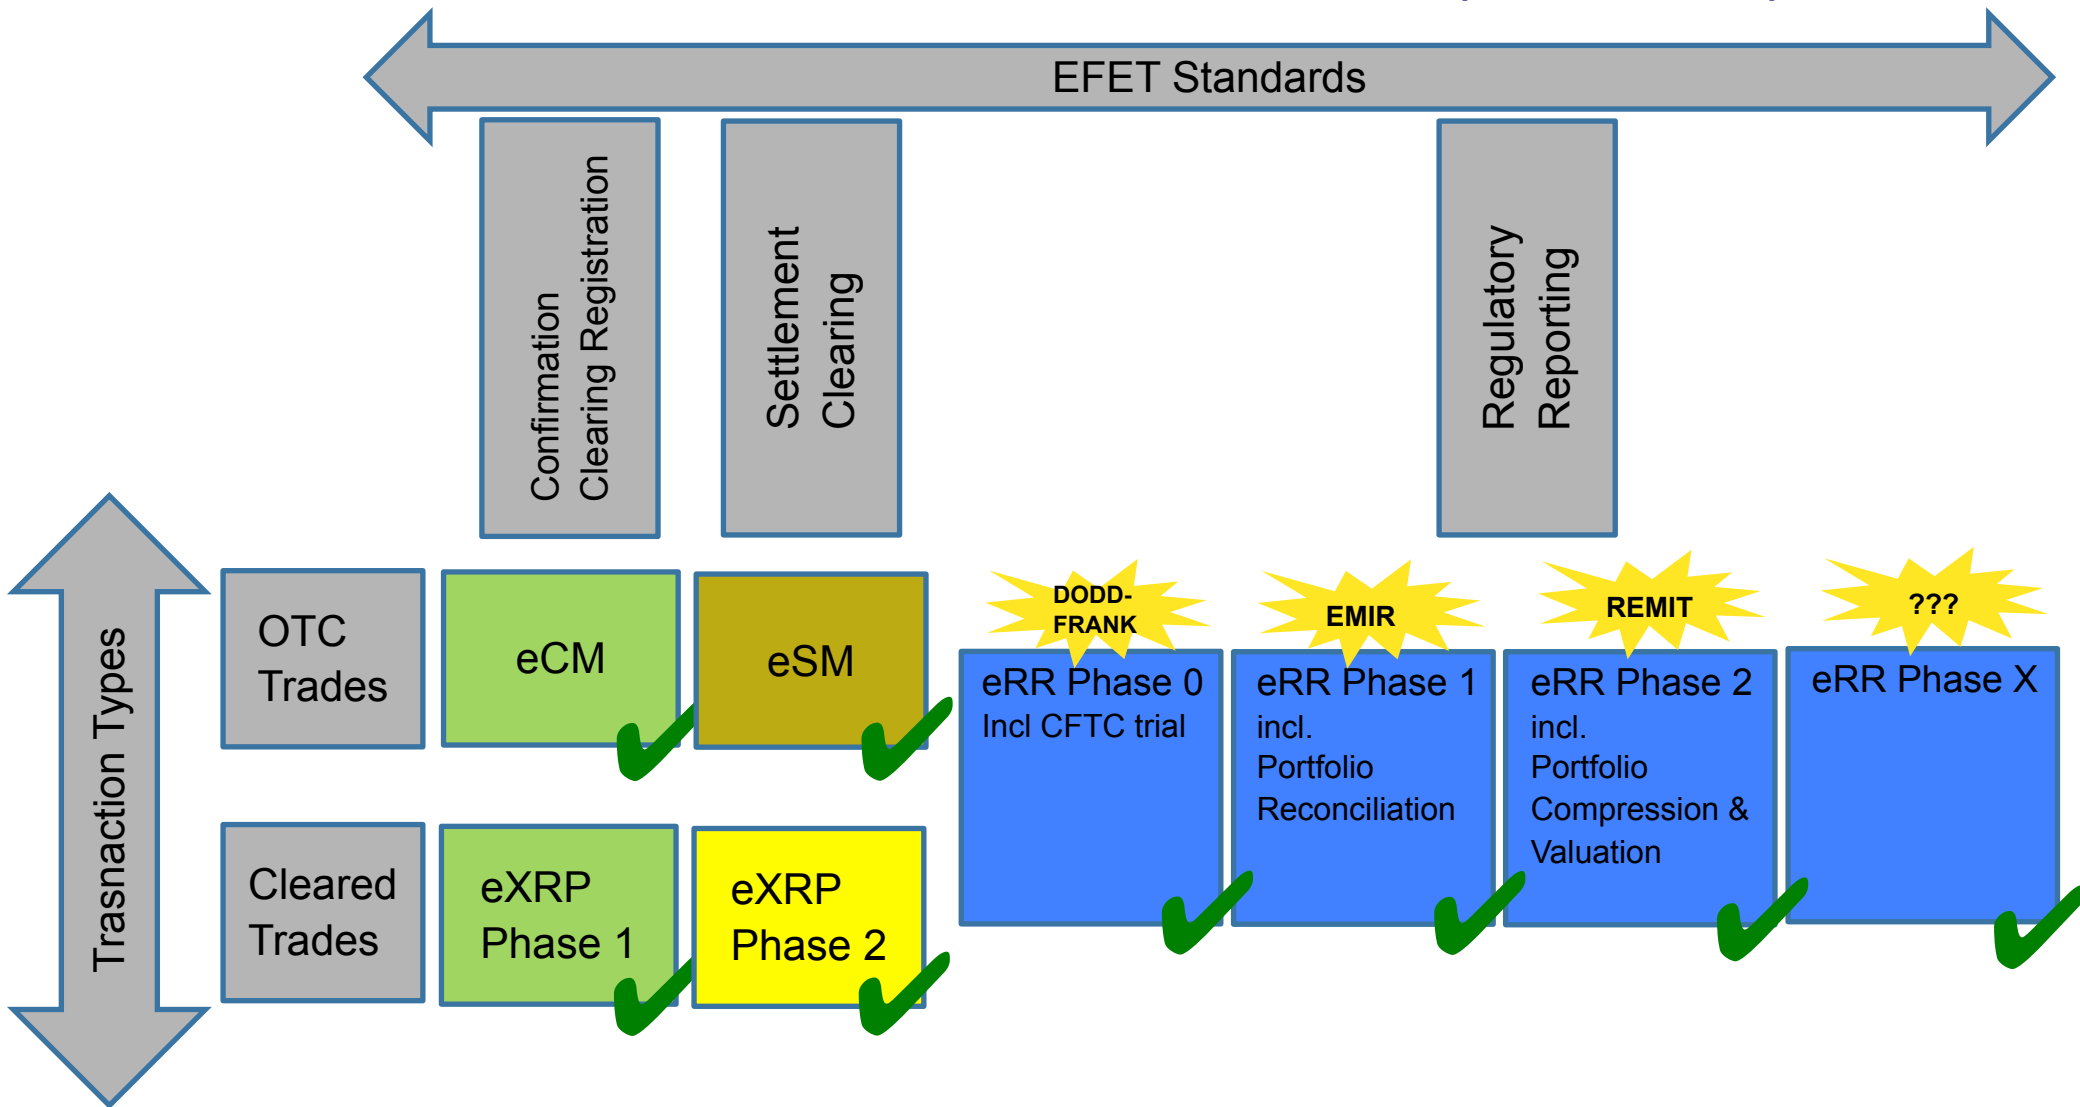 EFET Standards
Confirmation
Clearing Registration
Settlement
Clearing
Regulatory
Reporting
Trasnaction Types
OTC
Trades
eCM
eSM
DODD-
FRANK
EMIR
REMIT
???
eRR Phase 0
Incl CFTC trial
eRR Phase 1
incl.
Portfolio
Reconciliation
eRR Phase 2
incl.
Portfolio
Compression &
Valuation
eRR Phase X
Cleared
Trades
eXRP
Phase 1
eXRP
Phase 2